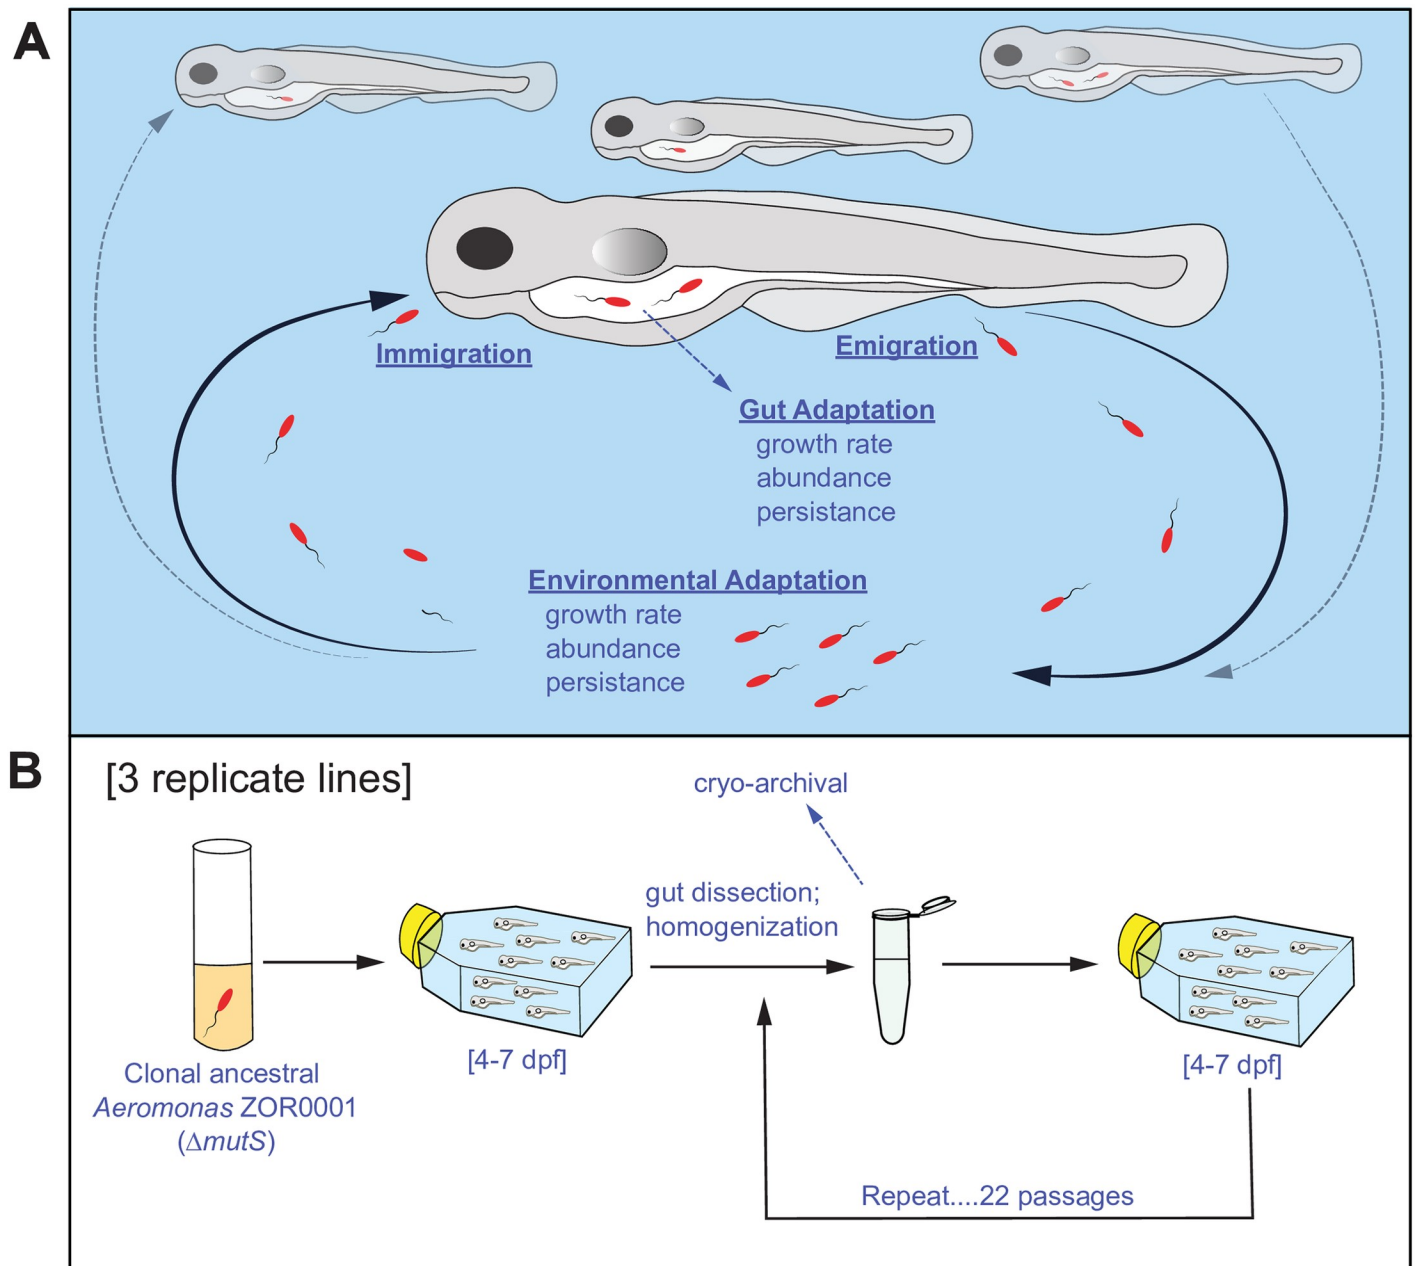 A
Immigration
Emigration
Gut Adaptation
growth rate
abundance
persistance
Environmental Adaptation
growth rate
abundance
persistance
B
[3 replicate lines]
cryo-archival
gut dissection;
homogenization
[4-7 dpf]
[4-7 dpf]
Clonal ancestral
Aeromonas ZOR0001
(ΔmutS)
Repeat....22 passages